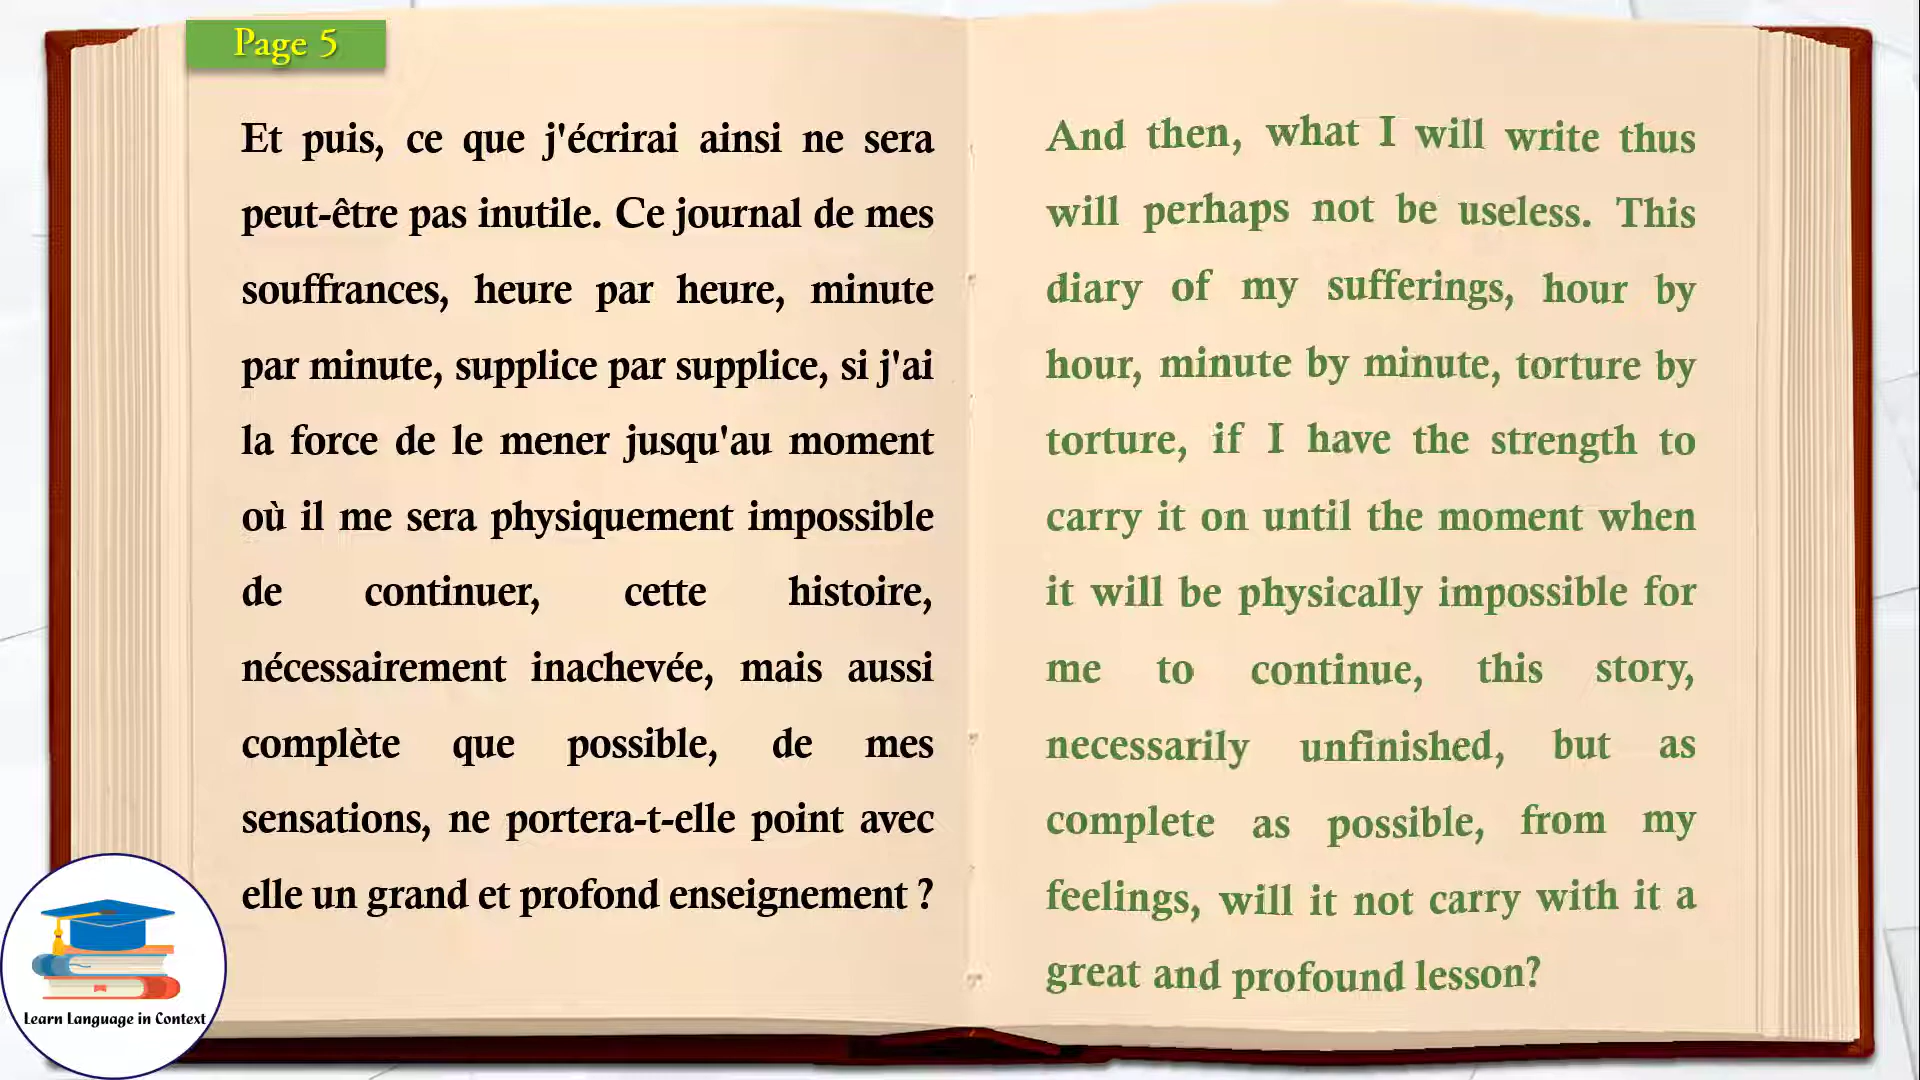 Page 5
Et puis, ce que j'écrirai ainsi ne sera
peut-être pas inutile. Ce journal de mes
souffrances, heure par heure, minute
par minute, supplice par supplice, si j'ai
la force de le mener jusqu'au moment
où il me sera physiquement impossible
de continuer, cette histoire,
nécessairement inachevée, mais aussi
complète que possible, de mes
sensations, ne portera-t-elle point avec
elle un grand et profond enseignement ?
And then, what I will write thus
will perhaps not be useless. This
diary of my sufferings, hour by
hour, minute by minute, torture by
torture, if I have the strength to
carry it on until the moment when
it will be physically impossible for
me to continue, this story,
necessarily unfinished, but as
complete as possible, from my
feelings, will it not carry with it a
great and profound lesson?
Learn Language in Context